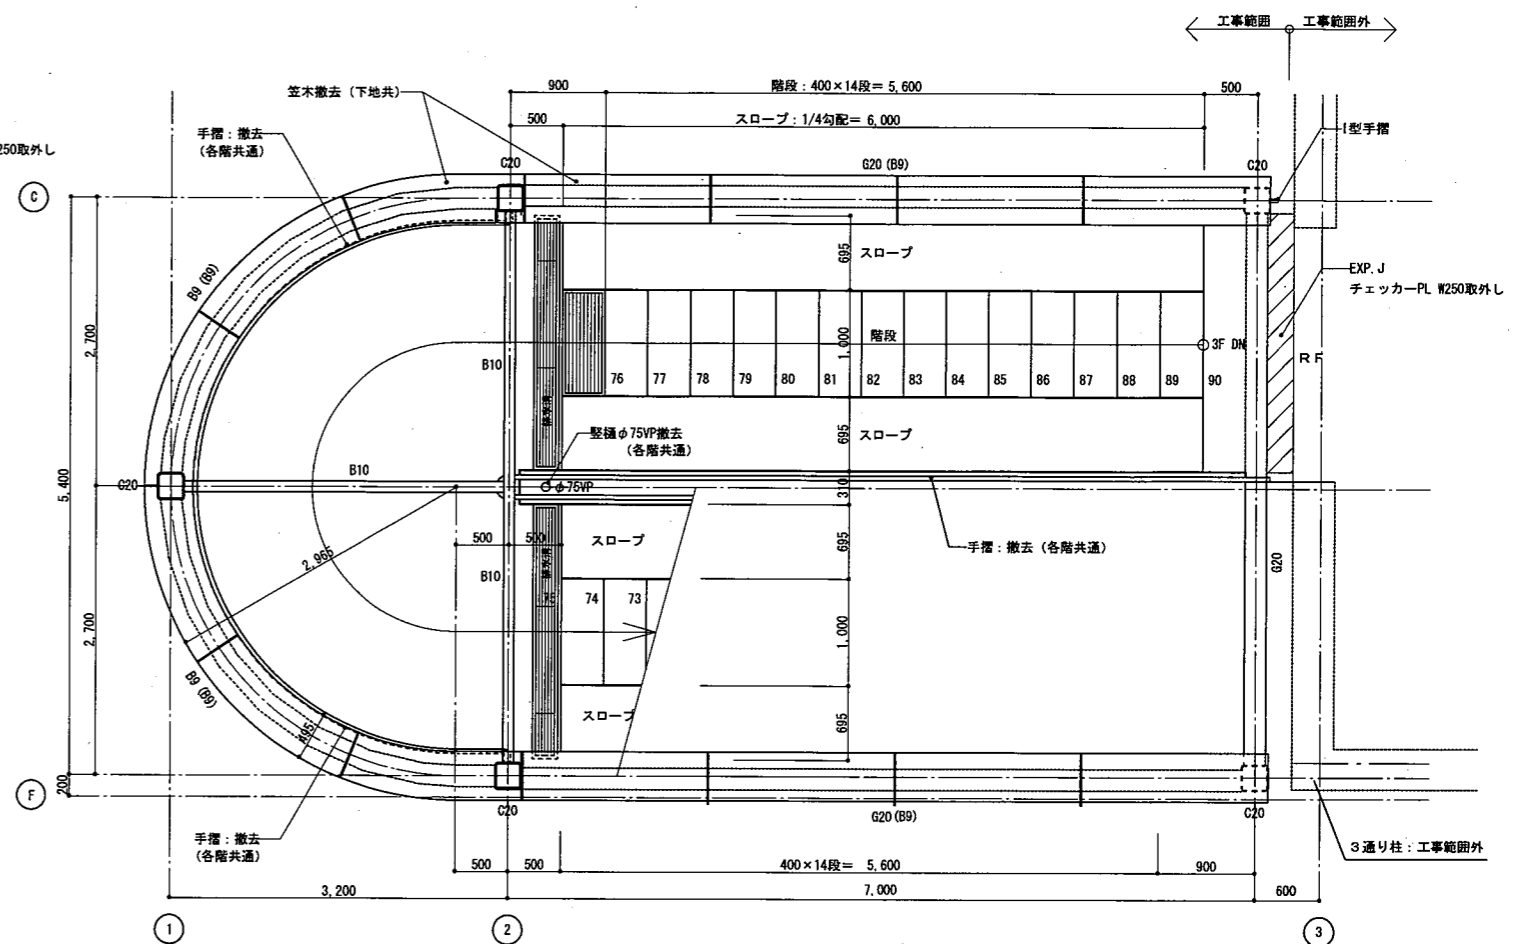 工事範囲
工事範囲外
900
階段：400×14段＝ 5,600
500
笠木撤去（下地共）
500
スロープ：1/4勾配＝ 6,000
手摺：撤去
（各階共通）
I型手摺
250取外し
C20
G20(B9)
C20
C
695
スロープ
EXP.J
チェッカーPL W250取外し
B9(B9)
2,700
1,000
階段
3F DN
RF
B10
76
77
78
79
80
81
82
83
84
85
86
87
88
89
90
排水溝
695
スロープ
竪樋φ75VP撤去
（各階共通）
5,400
C20
B10
φ75VP
310
500
500
スロープ
695
手摺：撤去（各階共通）
2,965
B10
排水溝
G20
75
74
73
2,700
1,000
B9(B9)
スロープ
695
495
200
F
C20
G20(B9)
C20
手摺：撤去
（各階共通）
3通り柱：工事範囲外
500
500
400×14段＝ 5,600
900
3,200
7,000
600
1
2
3